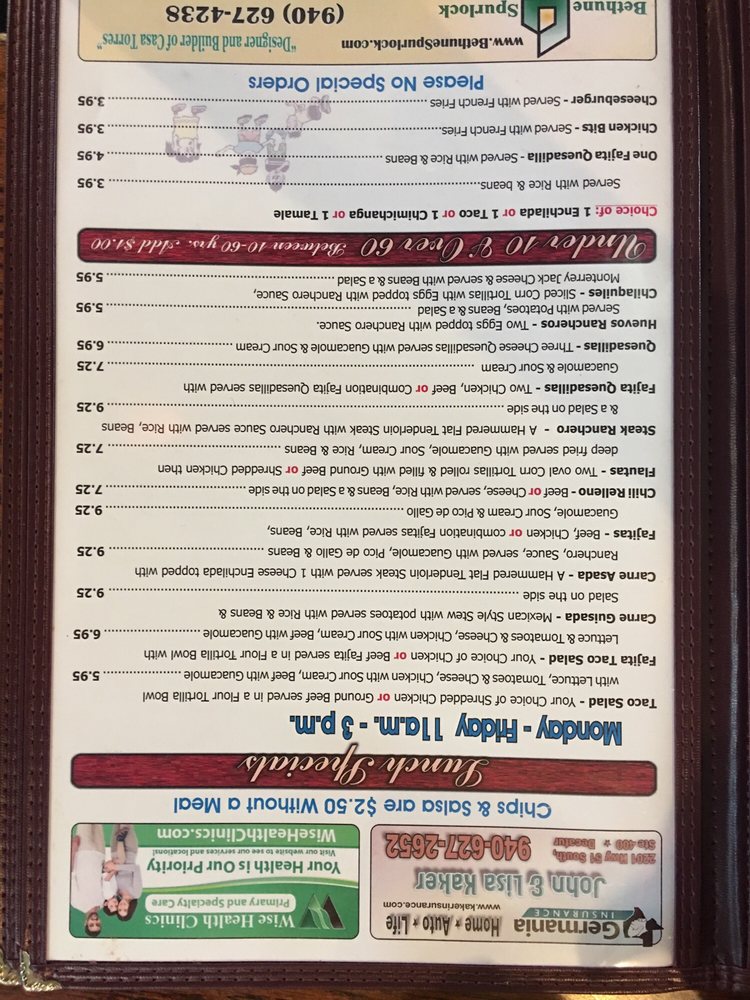 Germania
INSURANCE
Home ★ Auto ★ Life
www.kakerinsurance.com
John & Lisa Kaker
2201 Hwy 51 South,
Ste 400 ★ Decatur
940-627-2652
Wise Health Clinics
Primary and Specialty Care
Your Health is Our Priority
Visit our website to see our services and locations!
WiseHealthClinics.com
Chips & Salsa are $2.50 Without a Meal
Lunch Specials
Monday - Friday 11a.m. - 3 p.m.
Taco Salad - Your Choice of Shredded Chicken or Ground Beef served in a Flour Tortilla Bowl
with Lettuce, Tomatoes & Cheese, Chicken with Sour Cream, Beef with Guacamole 5.95
Fajita Taco Salad - Your Choice of Chicken or Beef Fajita served in a Flour Tortilla Bowl with
Lettuce & Tomatoes & Cheese, Chicken with Sour Cream, Beef with Guacamole 6.95
Carne Guisada - Mexican Style Stew with potatoes served with Rice & Beans &
Salad on the side 9.25
Carne Asada - A Hammered Flat Tenderloin Steak served with 1 Cheese Enchilada topped with
Ranchero, Sauce, served with Guacamole, Pico de Gallo & Beans 9.25
Fajitas - Beef, Chicken or combination Fajitas served with Rice, Beans,
Guacamole, Sour Cream & Pico de Gallo 9.25
Chili Relleno - Beef or Cheese, served with Rice, Beans & a Salad on the side 7.25
Flautas - Two oval Corn Tortillas rolled & filled with Ground Beef or Shredded Chicken then
deep fried served with Guacamole, Sour Cream, Rice & Beans 7.25
Steak Ranchero - A Hammered Flat Tenderloin Steak with Ranchero Sauce served with Rice, Beans
& a Salad on the side 9.25
Fajita Quesadillas - Two Chicken, Beef or Combination Fajita Quesadillas served with
Guacamole & Sour Cream 7.25
Quesadillas - Three Cheese Quesadillas served with Guacamole & Sour Cream 6.95
Huevos Rancheros - Two Eggs topped with Ranchero Sauce.
Served with Potatoes, Beans & a Salad 5.95
Chilaquiles - Sliced Corn Tortillas with Eggs topped with Ranchero Sauce,
Monterrey Jack Cheese & served with Beans & a Salad 5.95
Under 10 & Over 60 Between 10-60 yrs. Add $1.00
Choice of: 1 Enchilada or 1 Taco or 1 Chimichanga or 1 Tamale
Served with Rice & beans. 3.95
One Fajita Quesadilla - Served with Rice & Beans 4.95
Chicken Bits - Served with French Fries. 3.95
Cheeseburger - Served with French Fries 3.95
Please No Special Orders
Bethune
Spurlock
www.BethuneSpurlock.com
"Designer and Builder of Casa Torres"
(940) 627-4238